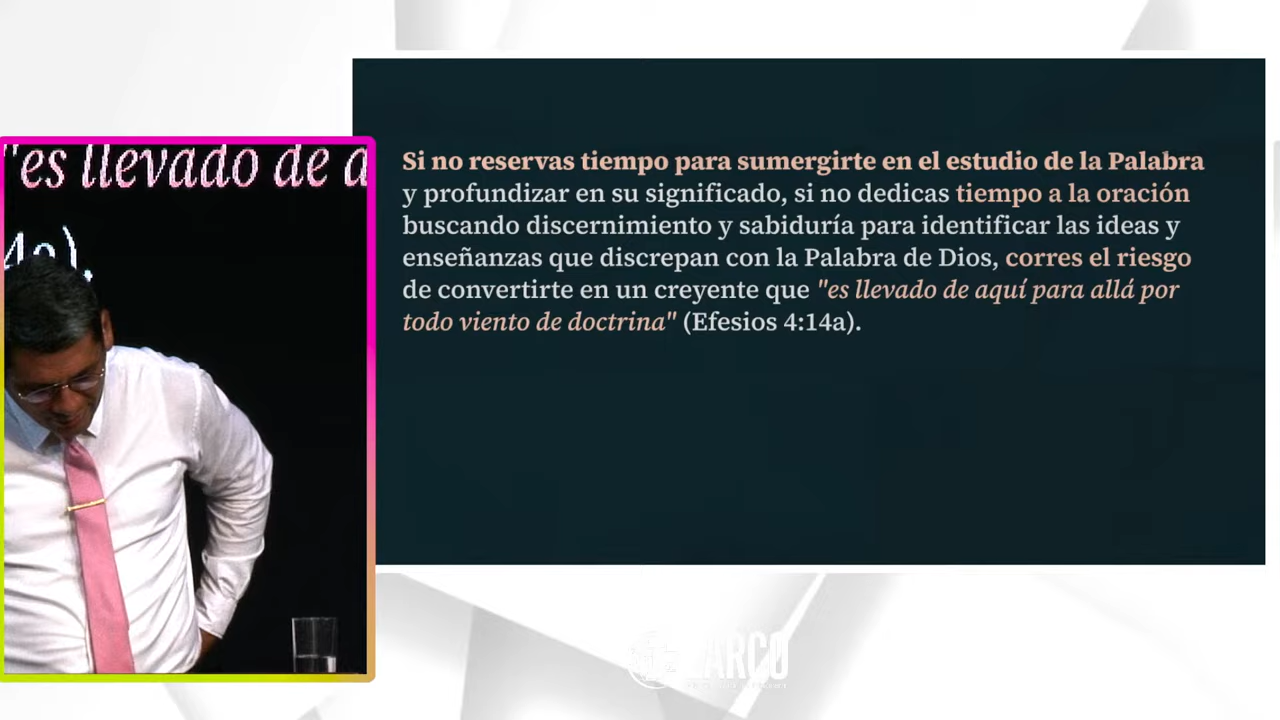 "es llevado de a
4a).
Si no reservas tiempo para sumergirte en el estudio de la Palabra
y profundizar en su significado, si no dedicas tiempo a la oración
buscando discernimiento y sabiduría para identificar las ideas y
enseñanzas que discrepan con la Palabra de Dios, corres el riesgo
de convertirte en un creyente que "es llevado de aquí para allá por
todo viento de doctrina" (Efesios 4:14a).